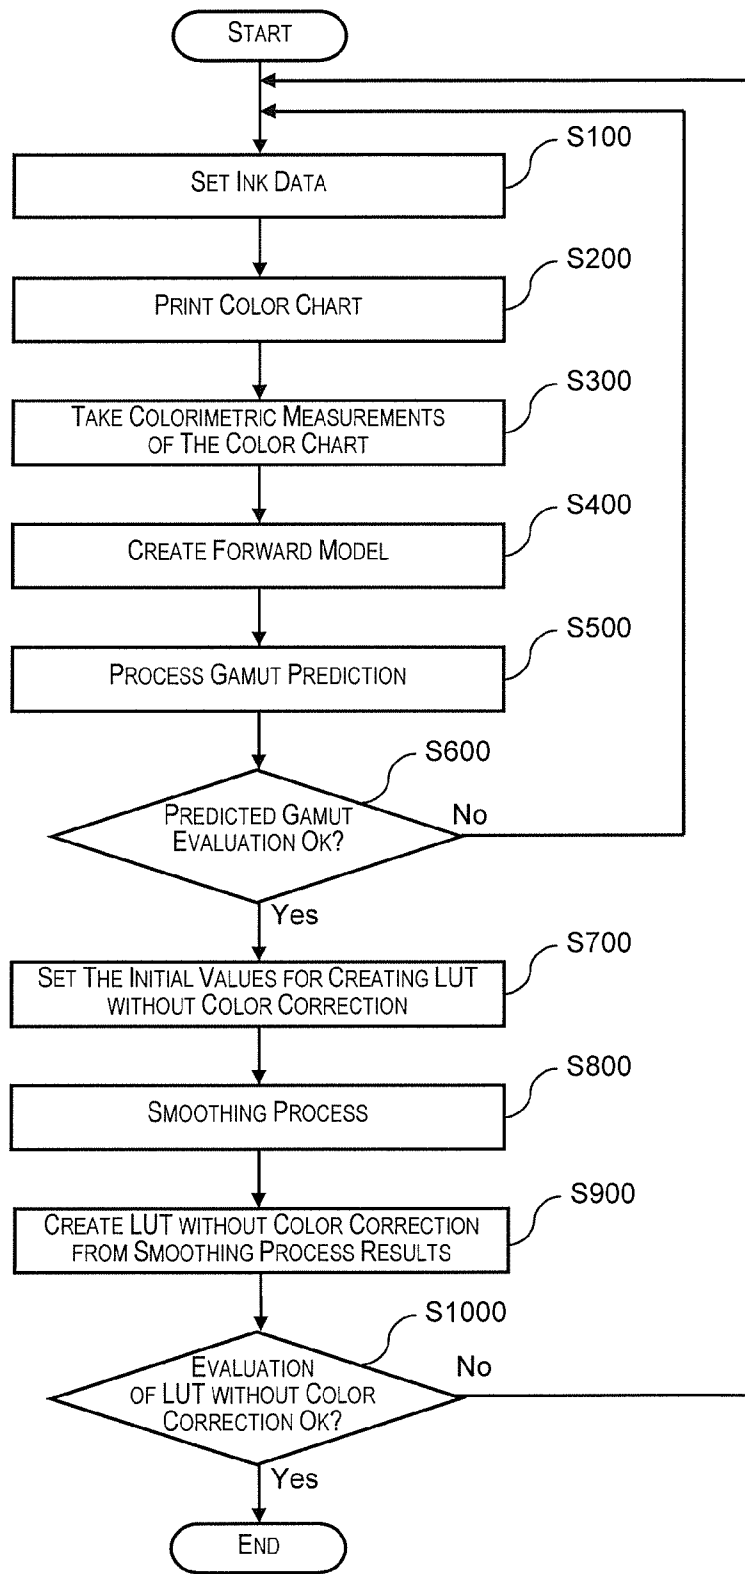 START
S100
SET INK DATA
S200
PRINT COLOR CHART
S300
TAKE COLORIMETRIC MEASUREMENTS
OF THE COLOR CHART
S400
CREATE FORWARD MODEL
S500
PROCESS GAMUT PREDICTION
S600
PREDICTED GAMUT
EVALUATION OK?
No
Yes
S700
SET THE INITIAL VALUES FOR CREATING LUT
WITHOUT COLOR CORRECTION
S800
SMOOTHING PROCESS
S900
CREATE LUT WITHOUT COLOR CORRECTION
FROM SMOOTHING PROCESS RESULTS
S1000
EVALUATION
OF LUT WITHOUT COLOR
CORRECTION OK?
No
Yes
END